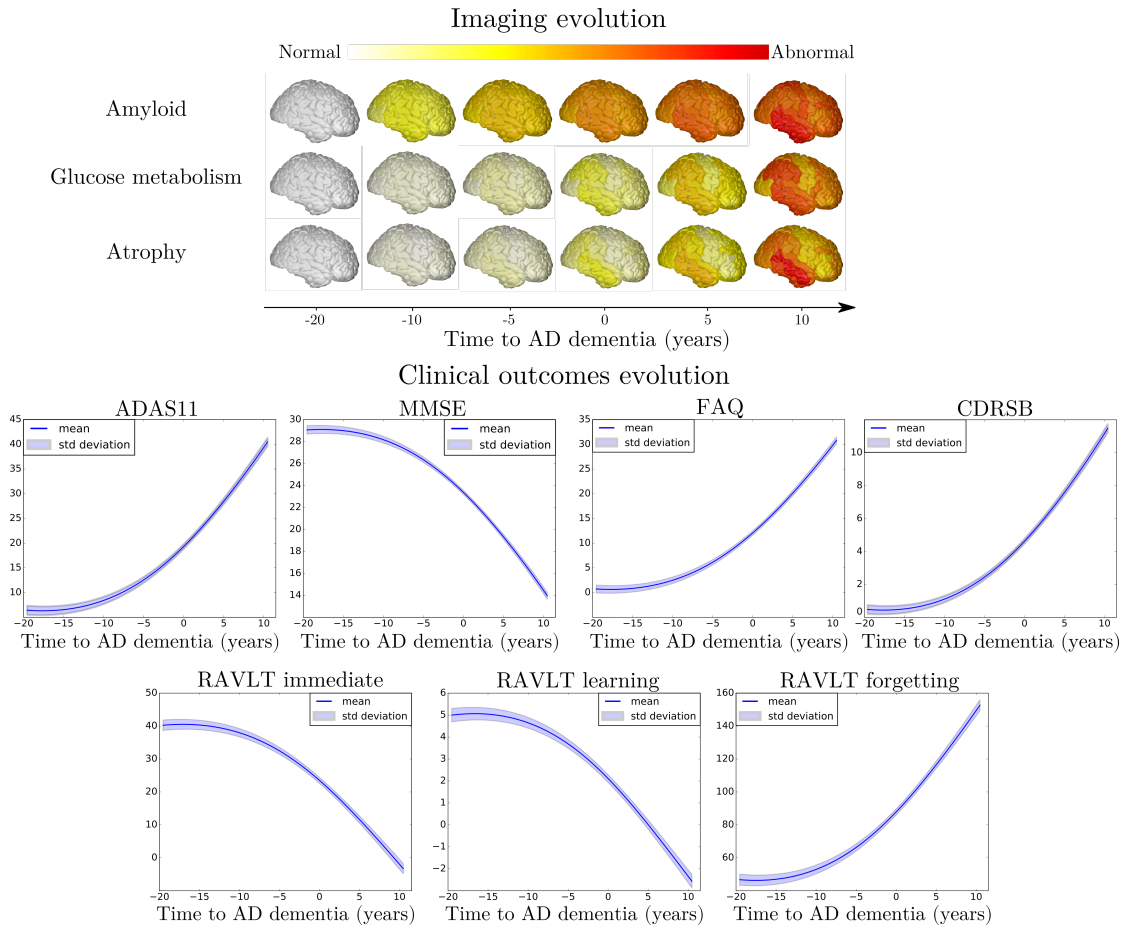 Imaging evolution
Normal Abnormal
Amyloid
Glucose metabolism
Atrophy
-20 -10 -5 0 5 10
Time to AD dementia (years)
Clinical outcomes evolution
ADAS11 MMSE FAQ CDRSB
45 40 35 30 25 20 15 10
mean
std deviation
−20 −15 −10 −5 0 5 10
Time to AD dementia (years)
30 28 26 24 22 20 18 16 14
mean
std deviation
−20 −15 −10 −5 0 5 10
Time to AD dementia (years)
35 30 25 20 15 10 5 0
mean
std deviation
−20 −15 −10 −5 0 5 10
Time to AD dementia (years)
10 8 6 4 2 0
mean
std deviation
−20 −15 −10 −5 0 5 10
Time to AD dementia (years)
RAVLT immediate RAVLT learning RAVLT forgetting
50 40 30 20 10 0
mean
std deviation
−20 −15 −10 −5 0 5 10
Time to AD dementia (years)
6 5 4 3 2 1 0 −1 −2
mean
std deviation
−20 −15 −10 −5 0 5 10
Time to AD dementia (years)
160 140 120 100 80 60
mean
std deviation
−20 −15 −10 −5 0 5 10
Time to AD dementia (years)